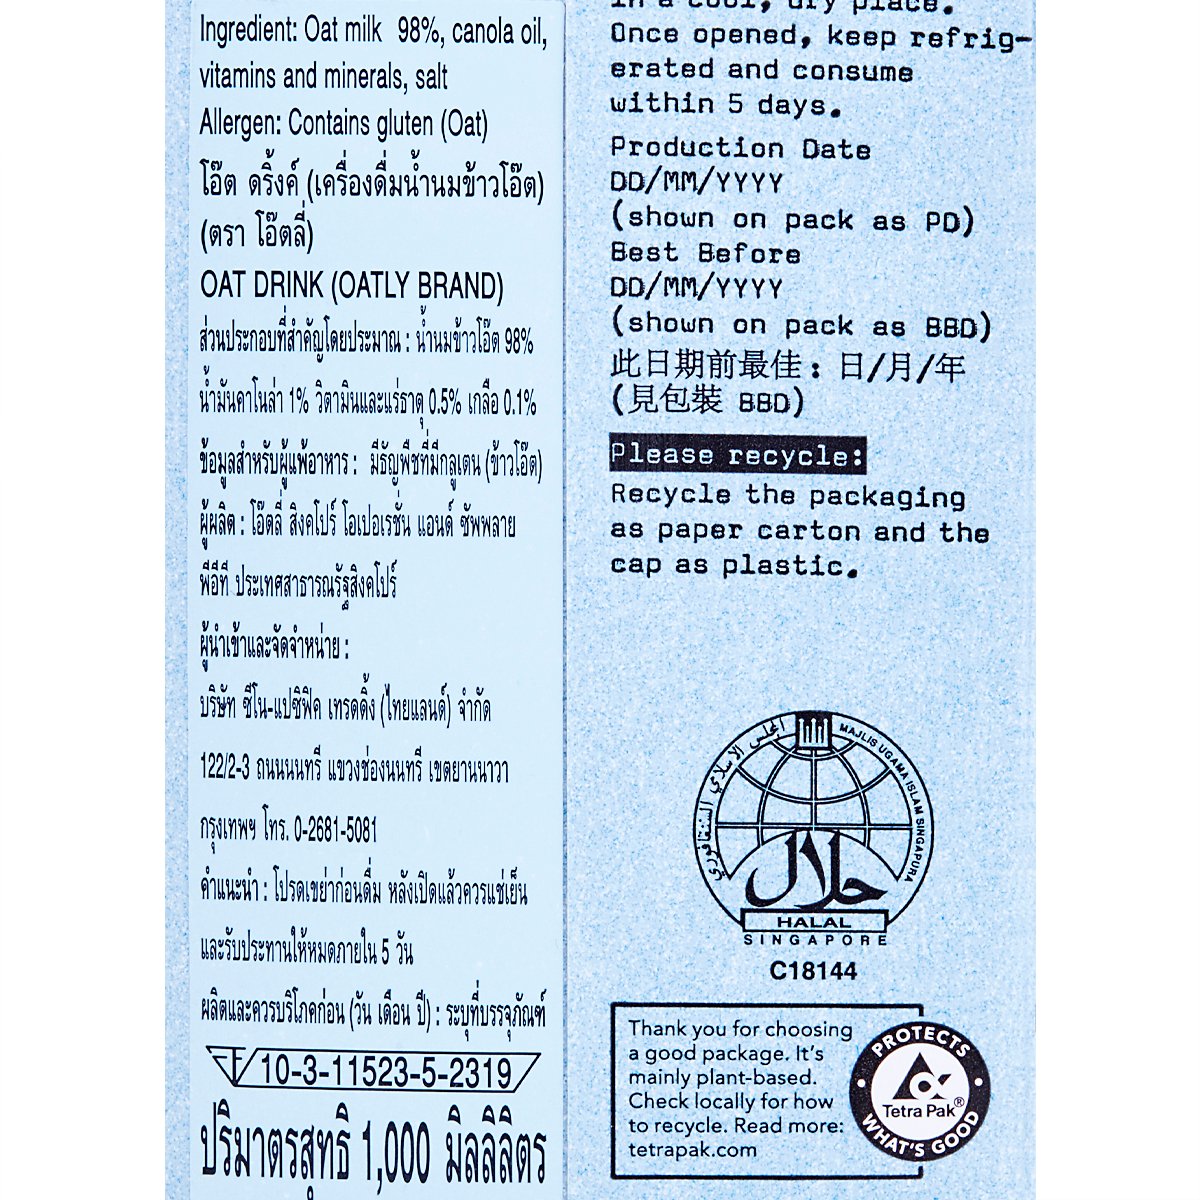 Ingredient: Oat milk 98%, canola oil,
vitamins and minerals, salt
Allergen: Contains gluten (Oat)
โอ๊ต ดริ้งค์ (เครื่องดื่มน้ำนมข้าวโอ๊ต)
(ตรา โอ๊ตลี่)
OAT DRINK (OATLY BRAND)
ส่วนประกอบที่สำคัญโดยประมาณ : น้ำนมข้าวโอ๊ต 98%
น้ำมันคาโนล่า 1% วิตามินและแร่ธาตุ 0.5% เกลือ 0.1%
ข้อมูลสำหรับผู้แพ้อาหาร : มีธัญพืชที่มีกลูเตน (ข้าวโอ๊ต)
ผู้ผลิต : โอ๊ตลี่ สิงคโปร์ โอเปอเรชั่น แอนด์ ซัพพลาย
พีอีที ประเทศสาธารณรัฐสิงคโปร์
ผู้นำเข้าและจัดจำหน่าย :
บริษัท ซีโน-แปซิฟิค เทรดดิ้ง (ไทยแลนด์) จำกัด
122/2-3 ถนนนนทรี แขวงช่องนนทรี เขตยานนาวา
กรุงเทพฯ โทร. 0-2681-5081
คำแนะนำ : โปรดเขย่าก่อนดื่ม หลังเปิดแล้วควรแช่เย็น
และรับประทานให้หมดภายใน 5 วัน
ผลิตและควรบริโภคก่อน (วัน เดือน ปี) : ระบุที่บรรจุภัณฑ์
10-3-11523-5-2319
ปริมาตรสุทธิ 1,000 มิลลิลิตร
in a cool, dry place.
Once opened, keep refrig-
erated and consume
within 5 days.
Production Date
DD/MM/YYYY
(shown on pack as PD)
Best Before
DD/MM/YYYY
(shown on pack as BBD)
此日期前最佳：日/月/年
(見包裝 BBD)
Please recycle:
Recycle the packaging
as paper carton and the
cap as plastic.
المجلس الاسلامي السنغافوري
MAJLIS UGAMA ISLAM SINGAPURA
حلال
HALAL
SINGAPORE
C18144
Thank you for choosing
a good package. It's
mainly plant-based.
Check locally for how
to recycle. Read more:
tetrapak.com
PROTECTS
Tetra Pak®
WHAT'S GOOD